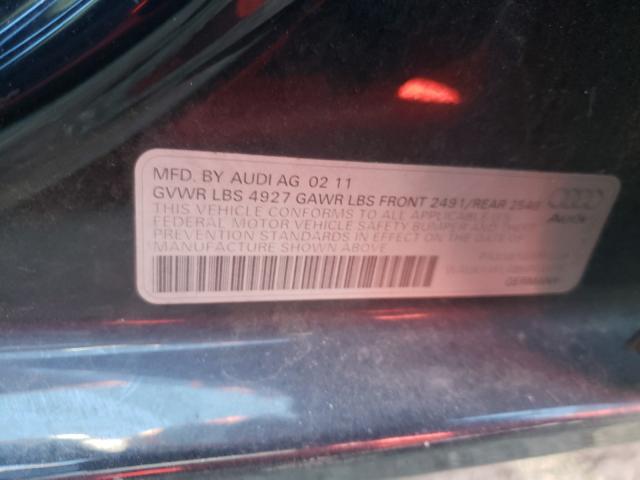 MFD. BY AUDI AG 02 11
GVWR LBS 4927 GAWR LBS FRONT 2491/REAR
THIS VEHICLE CONFORMS TO ALL APPLICABLE
FEDERAL MOTOR VEHICLE SAFETY BUMPER AND THEFT
PREVENTION STANDARDS IN EFFECT ON THE DATE OF
MANUFACTURE SHOWN ABOVE
Audi
GERMANY